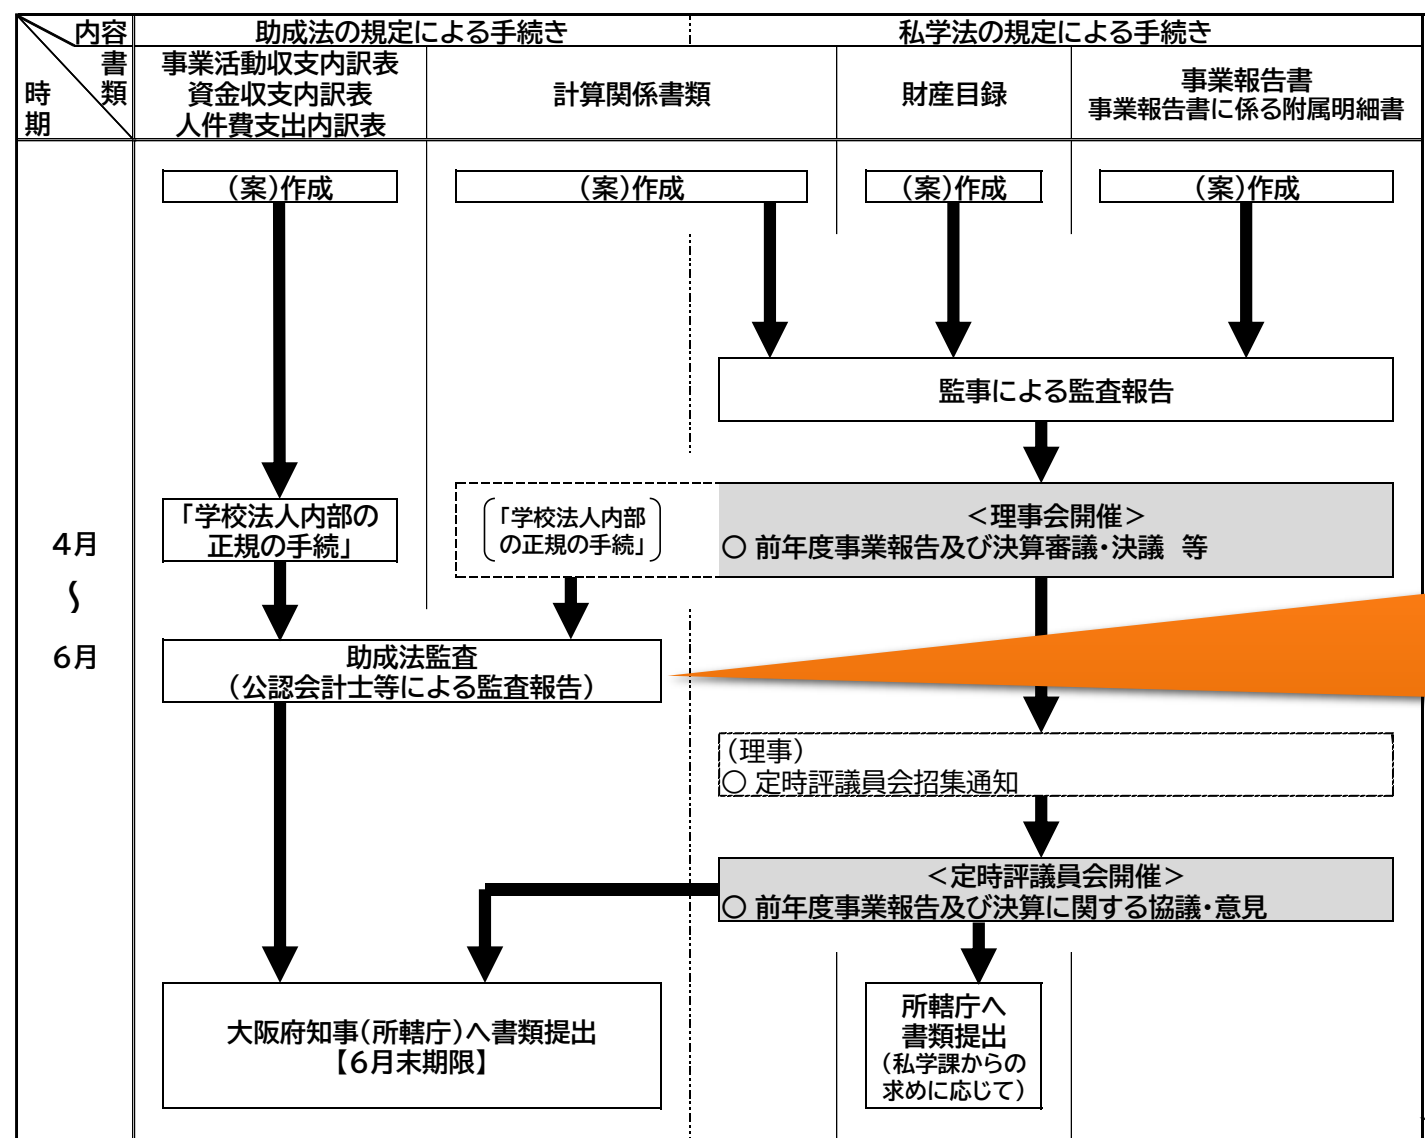 内容
書類
時期
助成法の規定による手続き
私学法の規定による手続き
事業活動収支内訳表
資金収支内訳表
人件費支出内訳表
計算関係書類
財産目録
事業報告書
事業報告書に係る附属明細書
（案）作成
（案）作成
（案）作成
（案）作成
監事による監査報告
「学校法人内部の
正規の手続」
「学校法人内部
の正規の手続」
＜理事会開催＞
〇 前年度事業報告及び決算審議・決議　等
4月
〜
6月
助成法監査
（公認会計士等による監査報告）
（理事）
〇 定時評議員会招集通知
＜定時評議員会開催＞
〇 前年度事業報告及び決算に関する協議・意見
大阪府知事（所轄庁）へ書類提出
【6月末期限】
所轄庁へ
書類提出
（私学課からの
求めに応じて）